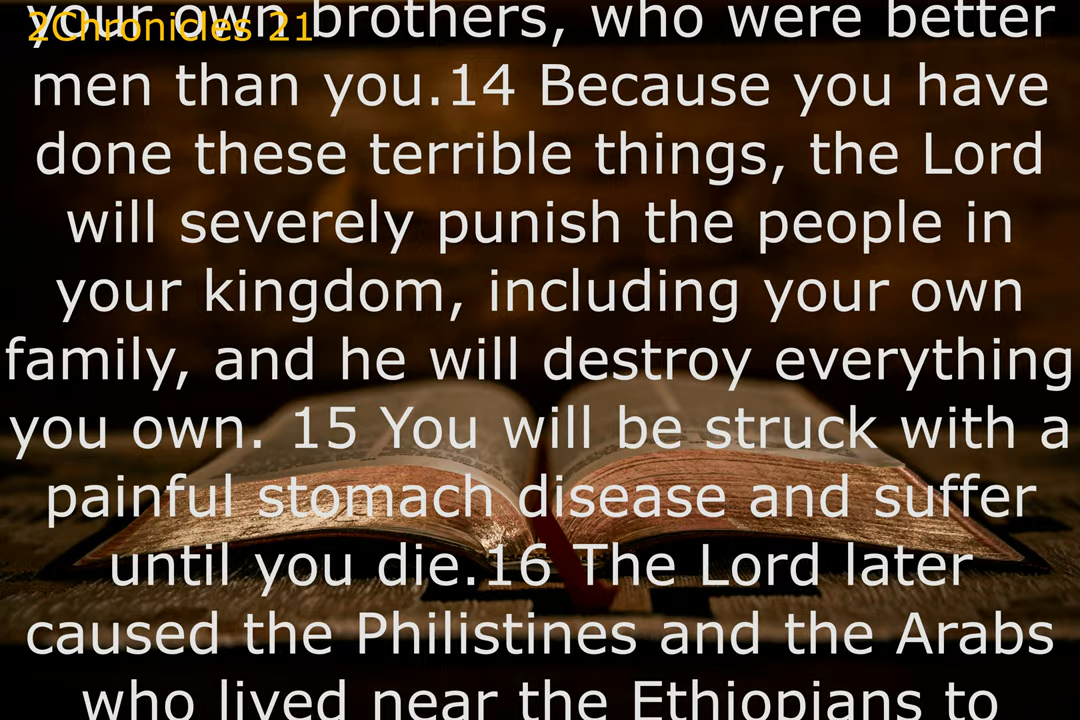 2Chronicles 21
your own brothers, who were better
men than you.14 Because you have
done these terrible things, the Lord
will severely punish the people in
your kingdom, including your own
family, and he will destroy everything
you own. 15 You will be struck with a
painful stomach disease and suffer
until you die.16 The Lord later
caused the Philistines and the Arabs
who lived near the Ethiopians to